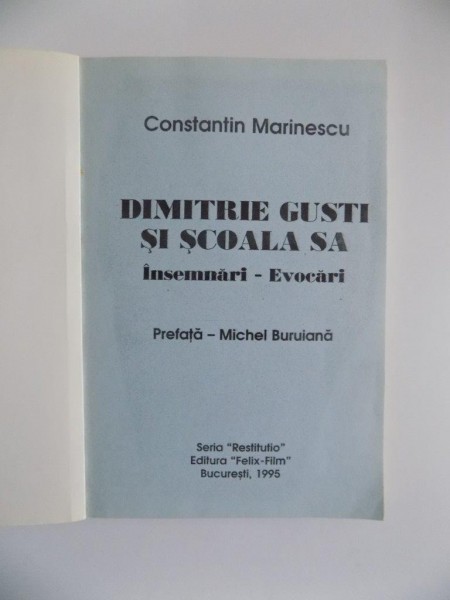 Constantin Marinescu
DIMITRIE GUSTI
ŞI ŞCOALA SA
Însemnări - Evocări
Prefaţă - Michel Buruiană
Seria "Restitutio"
Editura "Felix-Film"
Bucureşti, 1995